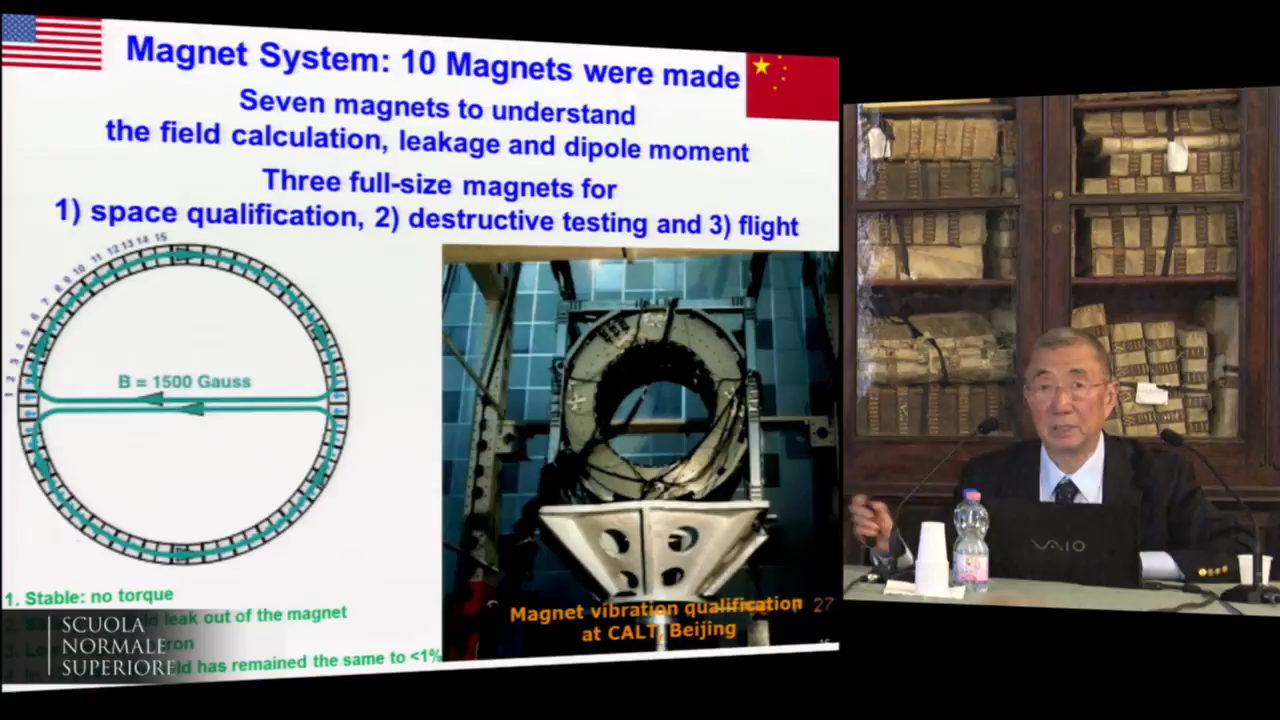 Magnet System: 10 Magnets were made
Seven magnets to understand
the field calculation, leakage and dipole moment
Three full-size magnets for
1) space qualification, 2) destructive testing and 3) flight
1 2 3 4 5 6 7 8 9 10 11 12 13 14 15
B = 1500 Gauss
1. Stable: no torque
leak out of the magnet
has remained the same to <1%
Magnet vibration qualification
at CALT, Beijing
27
SCUOLA
NORMALE
SUPERIORE
VAIO